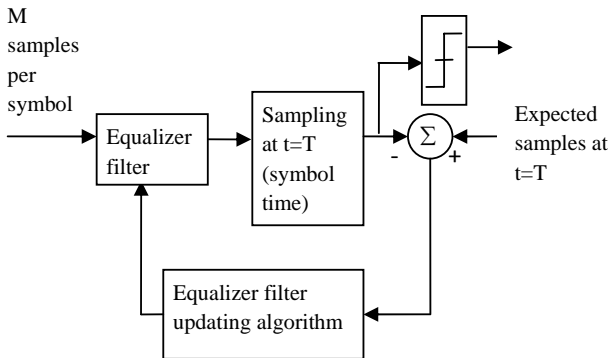 M
samples
per
symbol
Equalizer
filter
Sampling
at t=T
(symbol
time)
Σ
-
+
Expected
samples at
t=T
Equalizer filter
updating algorithm